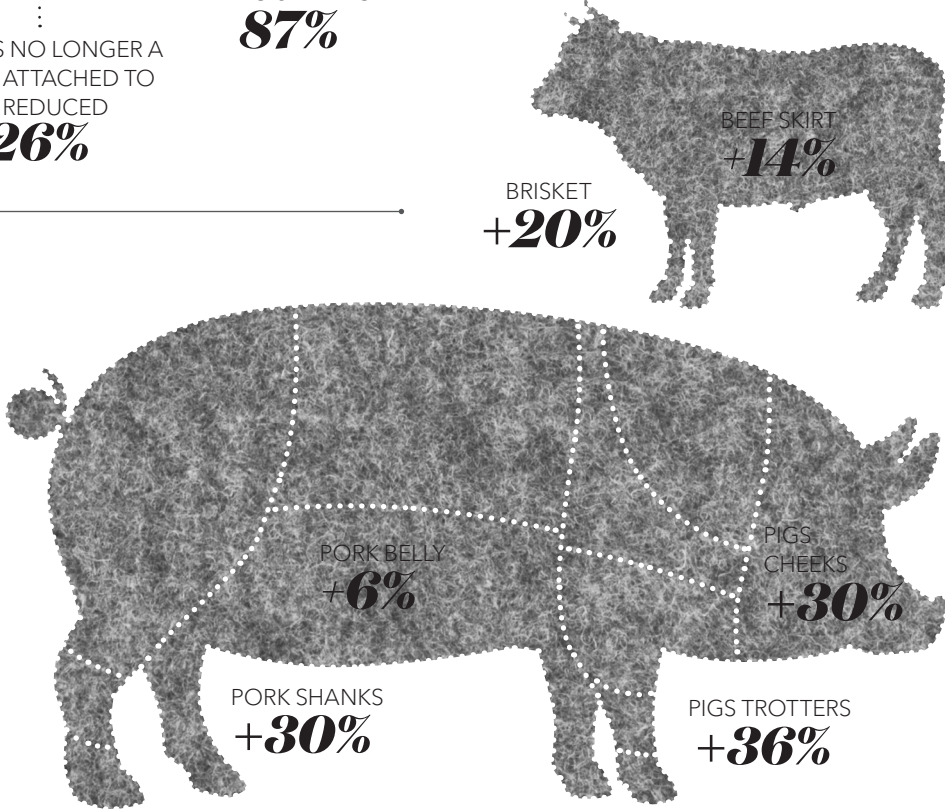 87%
NO LONGER A
ATTACHED TO
REDUCED
26%
BEEF SKIRT
+14%
BRISKET
+20%
PORK BELLY
+6%
PIGS
CHEEKS
+30%
PORK SHANKS
+30%
PIGS TROTTERS
+36%